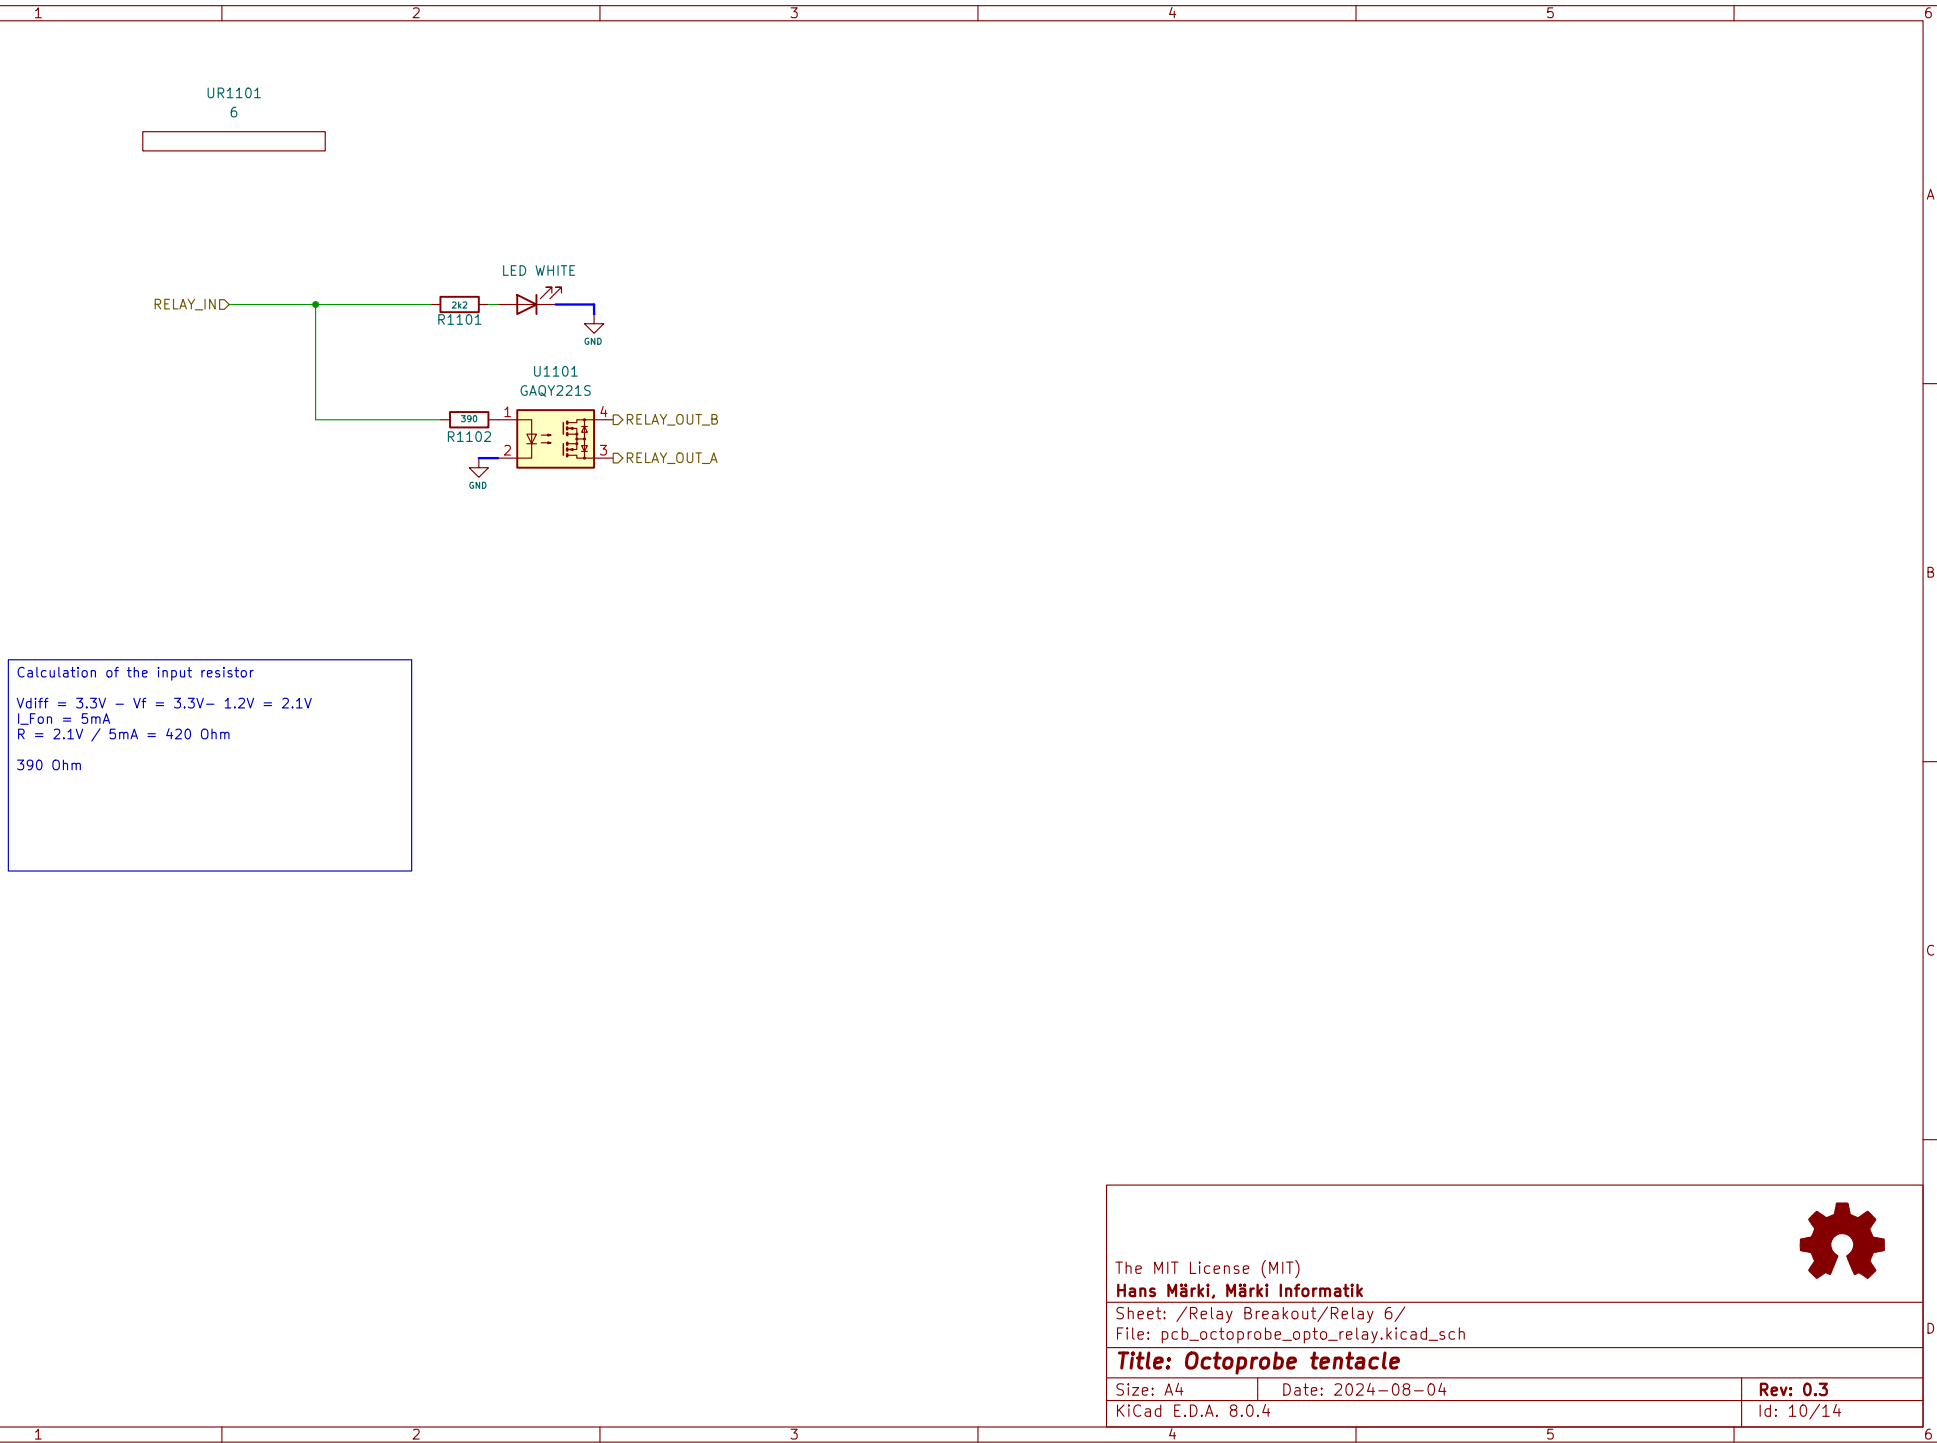 1 2 3 4 5 6
UR1101
6
A
LED WHITE
RELAY_IN
2k2
R1101
GND
U1101
GAQY221S
1
4
390
RELAY_OUT_B
R1102
2
3
RELAY_OUT_A
GND
B
Calculation of the input resistor
Vdiff = 3.3V - Vf = 3.3V- 1.2V = 2.1V
I_Fon = 5mA
R = 2.1V / 5mA = 420 Ohm
390 Ohm
C
The MIT License (MIT)
Hans Märki, Märki Informatik
Sheet: /Relay Breakout/Relay 6/
File: pcb_octoprobe_opto_relay.kicad_sch
D
Title: Octoprobe tentacle
Size: A4
Date: 2024-08-04
Rev: 0.3
KiCad E.D.A. 8.0.4
Id: 10/14
1 2 3 4 5 6